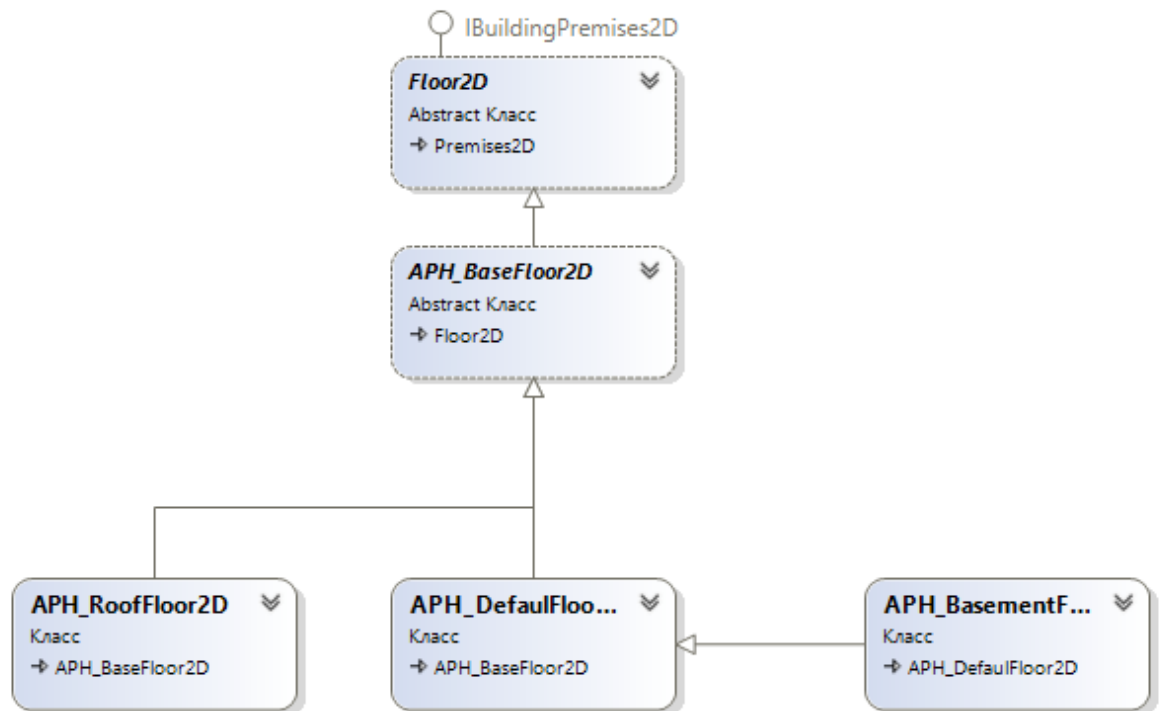 IBuildingPremises2D
Floor2D
Abstract Класс
Premises2D
APH_BaseFloor2D
Abstract Класс
Floor2D
APH_RoofFloor2D
Класс
APH_BaseFloor2D
APH_DefaulFloo...
Класс
APH_BaseFloor2D
APH_BasementF...
Класс
APH_DefaulFloor2D